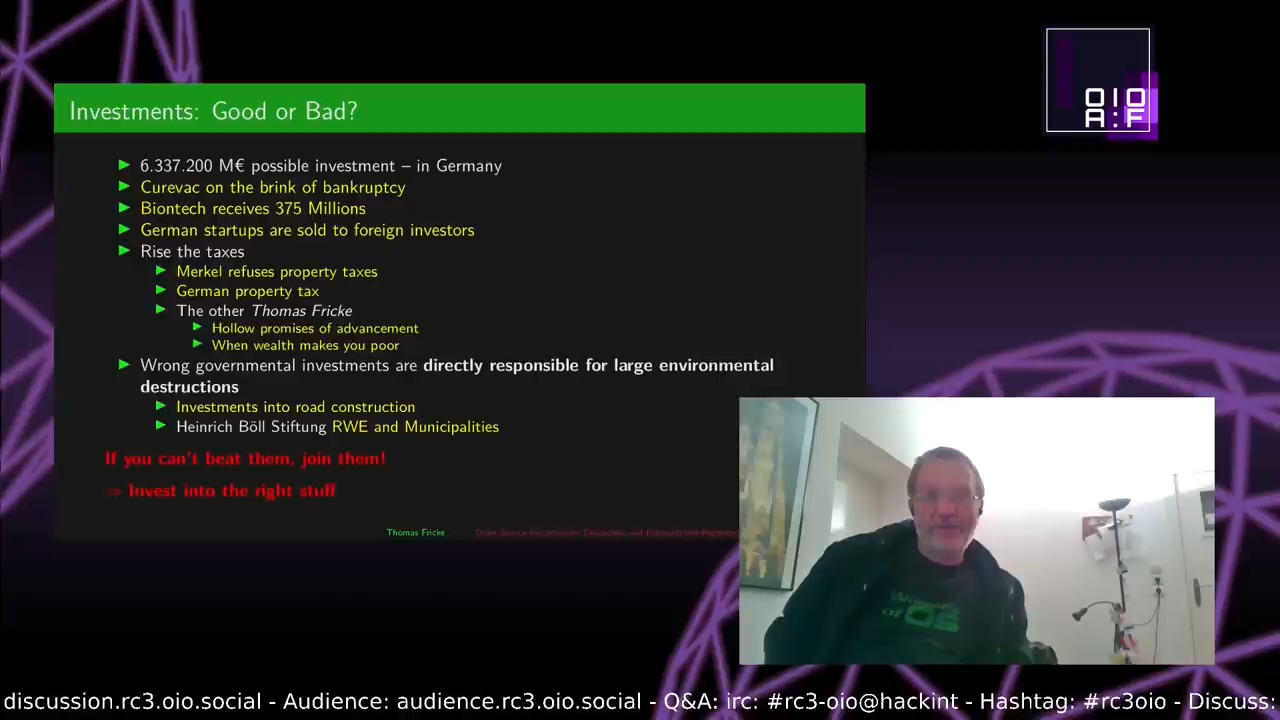 Investments: Good or Bad?
6.337.200 M€ possible investment – in Germany
Curevac on the brink of bankruptcy
Biontech receives 375 Millions
German startups are sold to foreign investors
Rise the taxes
Merkel refuses property taxes
German property tax
The other Thomas Fricke
Hollow promises of advancement
When wealth makes you poor
Wrong governmental investments are directly responsible for large environmental
destructions
Investments into road construction
Heinrich Böll Stiftung RWE and Municipalities
If you can't beat them, join them!
⇒ Invest into the right stuff
Thomas Fricke
OIO
A:F
of
discussion.rc3.oio.social - Audience: audience.rc3.oio.social - Q&A: irc: #rc3-oio@hackint - Hashtag: #rc3oio - Discuss: